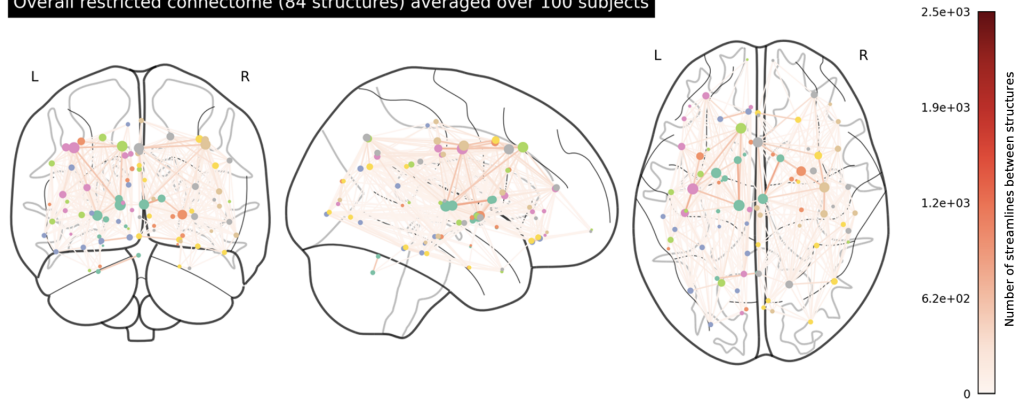 Overall restricted connectome (84 structures) averaged over 100 subjects
L
R
L
R
2.5e+03
1.9e+03
1.2e+03
6.2e+02
0
Number of streamlines between structures